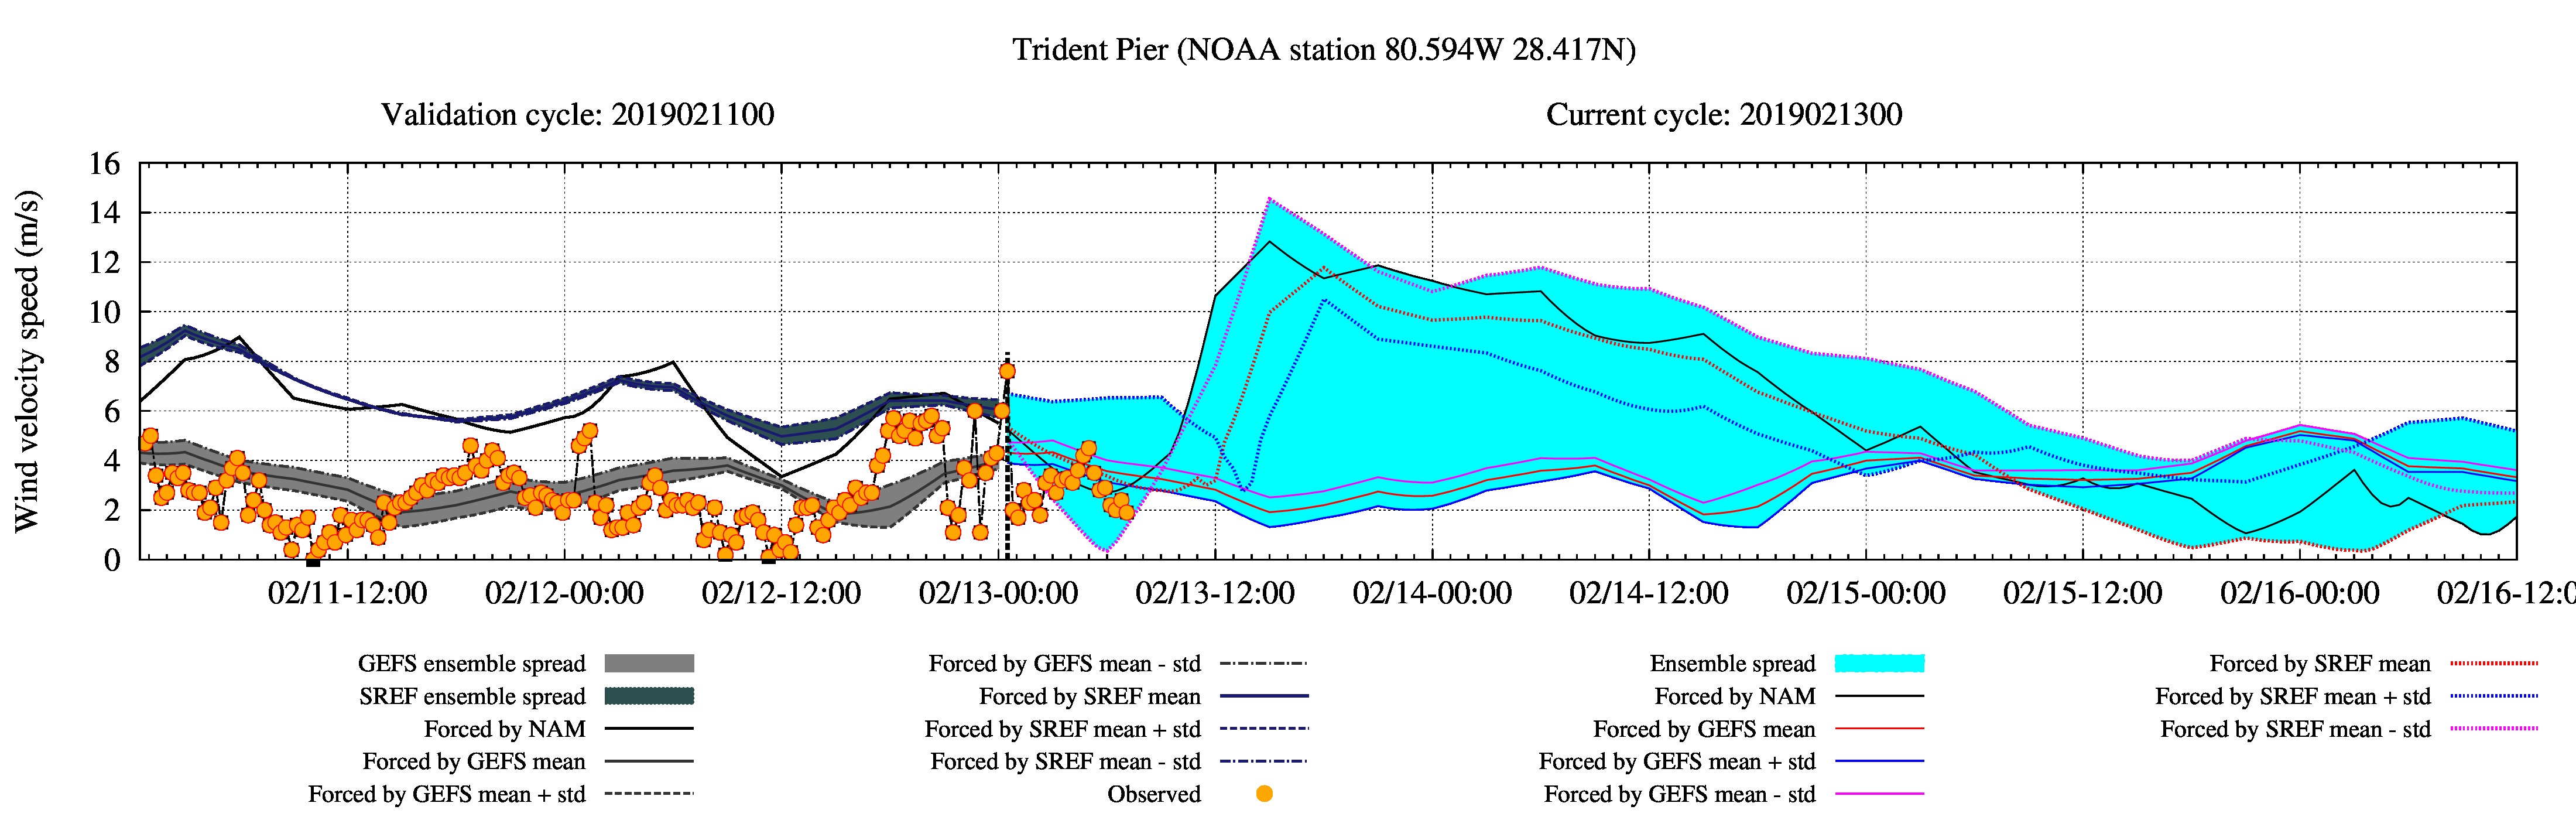 Trident Pier (NOAA station 80.594W 28.417N)
Validation cycle: 2019021100
Current cycle: 2019021300
Wind velocity speed (m/s)
16
14
12
10
8
6
4
2
0
02/11-12:00 02/12-00:00 02/12-12:00 02/13-00:00 02/13-12:00 02/14-00:00 02/14-12:00 02/15-00:00 02/15-12:00 02/16-00:00 02/16-12:0
GEFS ensemble spread
SREF ensemble spread
Forced by NAM
Forced by GEFS mean
Forced by GEFS mean + std
Forced by GEFS mean - std
Forced by SREF mean
Forced by SREF mean + std
Forced by SREF mean - std
Observed
Ensemble spread
Forced by NAM
Forced by GEFS mean
Forced by GEFS mean + std
Forced by GEFS mean - std
Forced by SREF mean
Forced by SREF mean + std
Forced by SREF mean - std